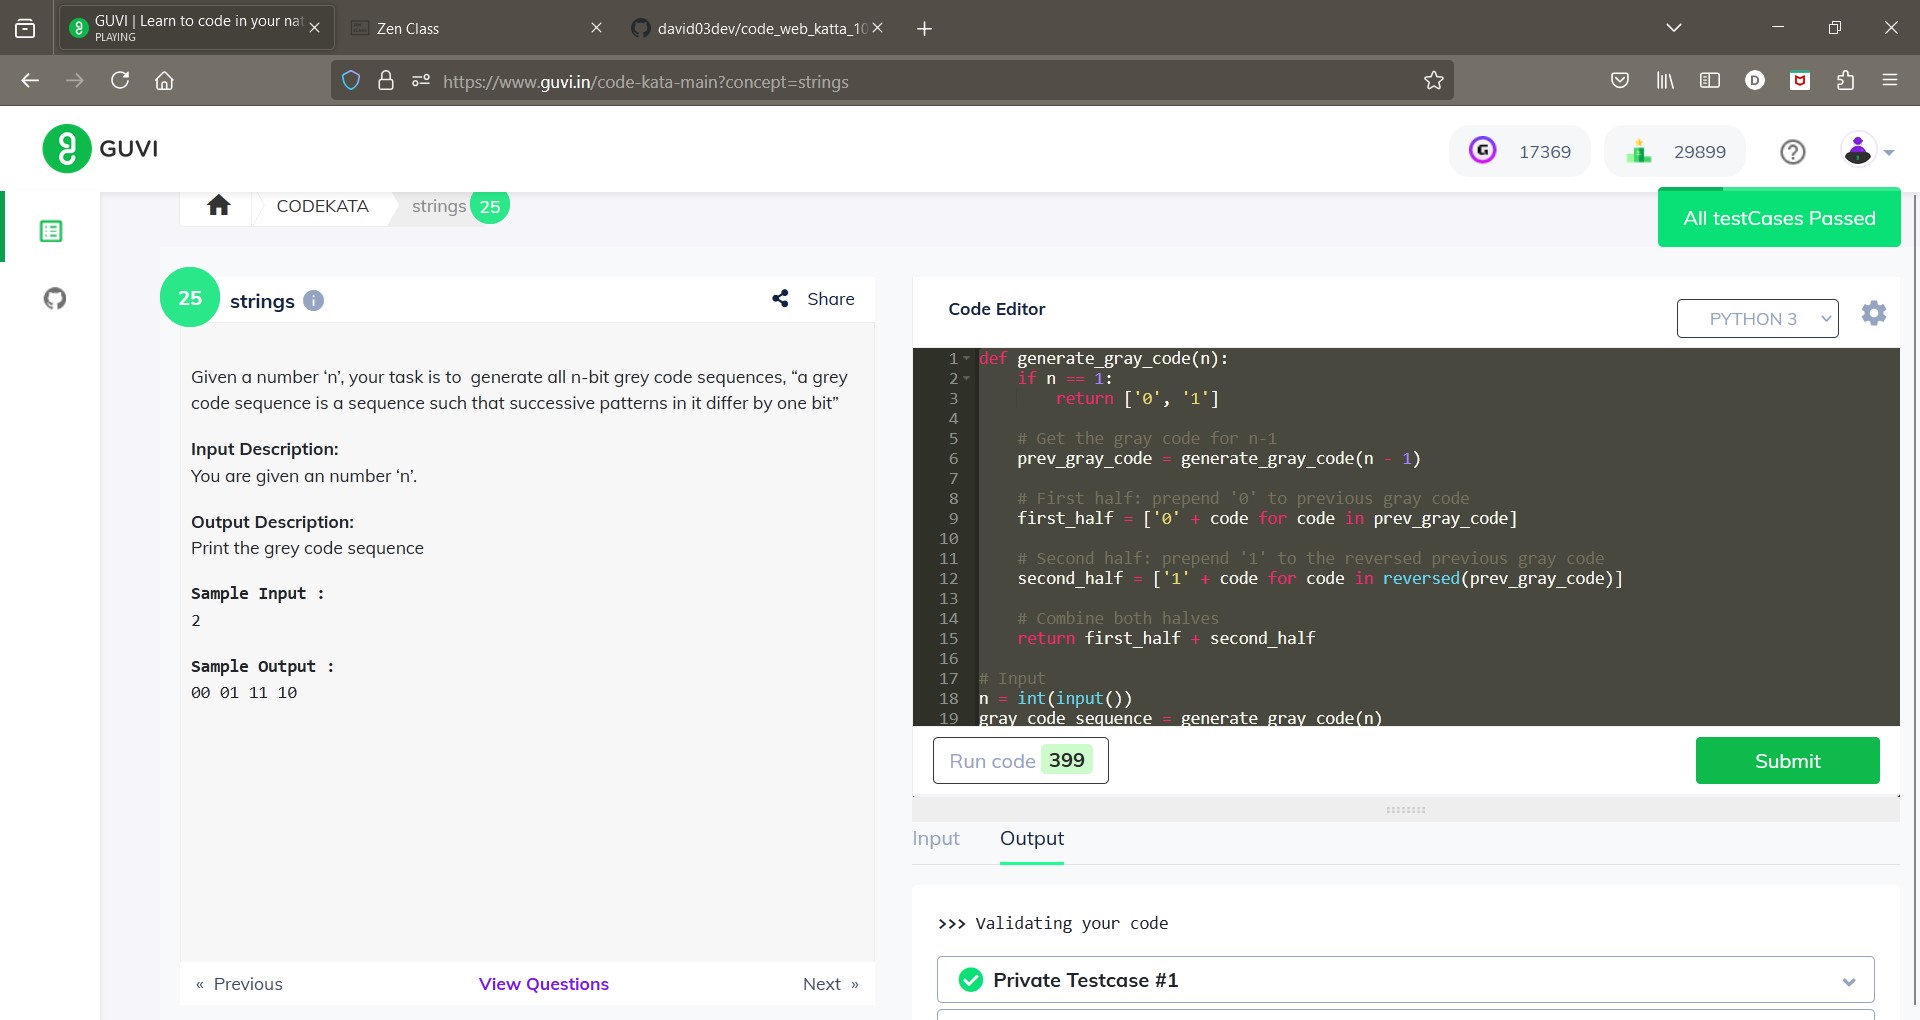 GUVI | Learn to code in your nat
PLAYING
Zen Class
david03dev/code_web_katta_10
https://www.guvi.in/code-kata-main?concept=strings
D
GUVI
G 17369
29899
CODEKATA
strings 25
All testCases Passed
25 strings
Share
Given a number ‘n’, your task is to generate all n-bit grey code sequences, “a grey
code sequence is a sequence such that successive patterns in it differ by one bit”
Input Description:
You are given an number ‘n’.
Output Description:
Print the grey code sequence
Sample Input :
2
Sample Output :
00 01 11 10
« Previous
View Questions
Next »
Code Editor
PYTHON 3
1 def generate_gray_code(n):
2 if n == 1:
3 return ['0', '1']
4
5 # Get the gray code for n-1
6 prev_gray_code = generate_gray_code(n - 1)
7
8 # First half: prepend '0' to previous gray code
9 first_half = ['0' + code for code in prev_gray_code]
10
11 # Second half: prepend '1' to the reversed previous gray code
12 second_half = ['1' + code for code in reversed(prev_gray_code)]
13
14 # Combine both halves
15 return first_half + second_half
16
17 # Input
18 n = int(input())
19 gray_code_sequence = generate_gray_code(n)
Run code 399
Submit
Input
Output
>>> Validating your code
Private Testcase #1